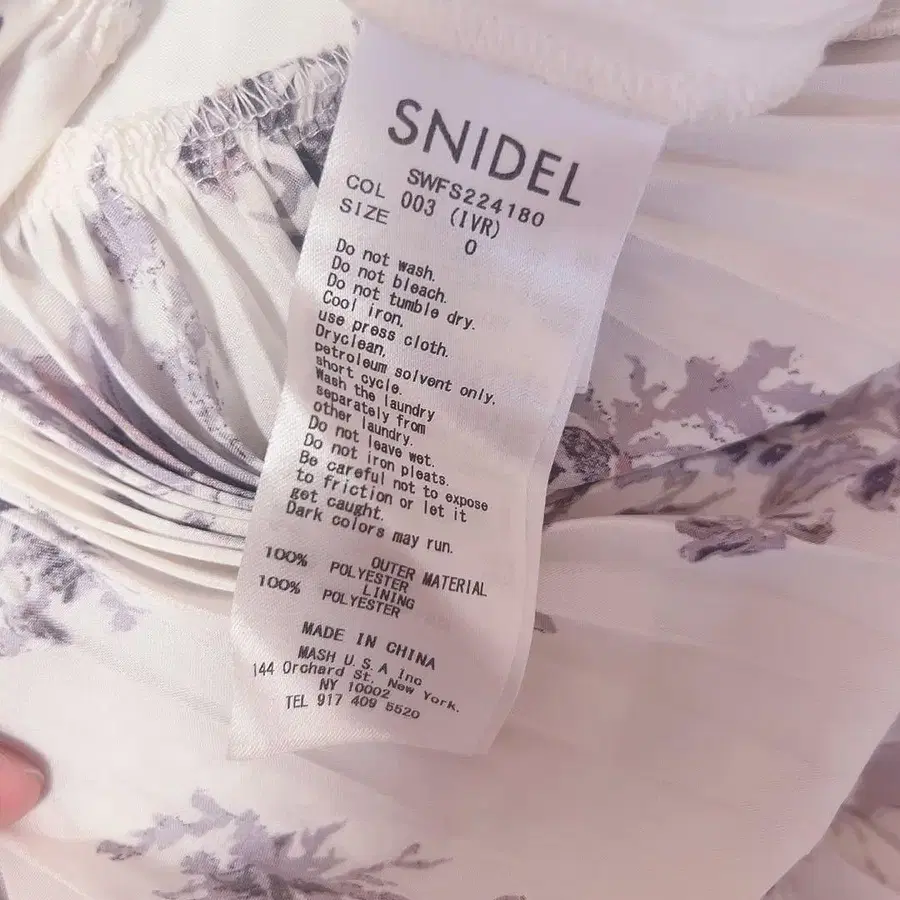 SNIDEL
SWFS224180
COL 003 (IVR)
SIZE 0
Do not wash.
Do not bleach.
Do not tumble dry.
Cool iron,
use press cloth.
Dryclean,
petroleum solvent only,
short cycle.
Wash the laundry
separately from
other laundry.
Do not leave wet.
Do not iron pleats.
Be careful not to expose
to friction or let it
get caught.
Dark colors may run.
OUTER MATERIAL
100% POLYESTER
LINING
100% POLYESTER
MADE IN CHINA
MASH U.S.A Inc
144 Orchard St. New York.
NY 10002
TEL 917 409 5520